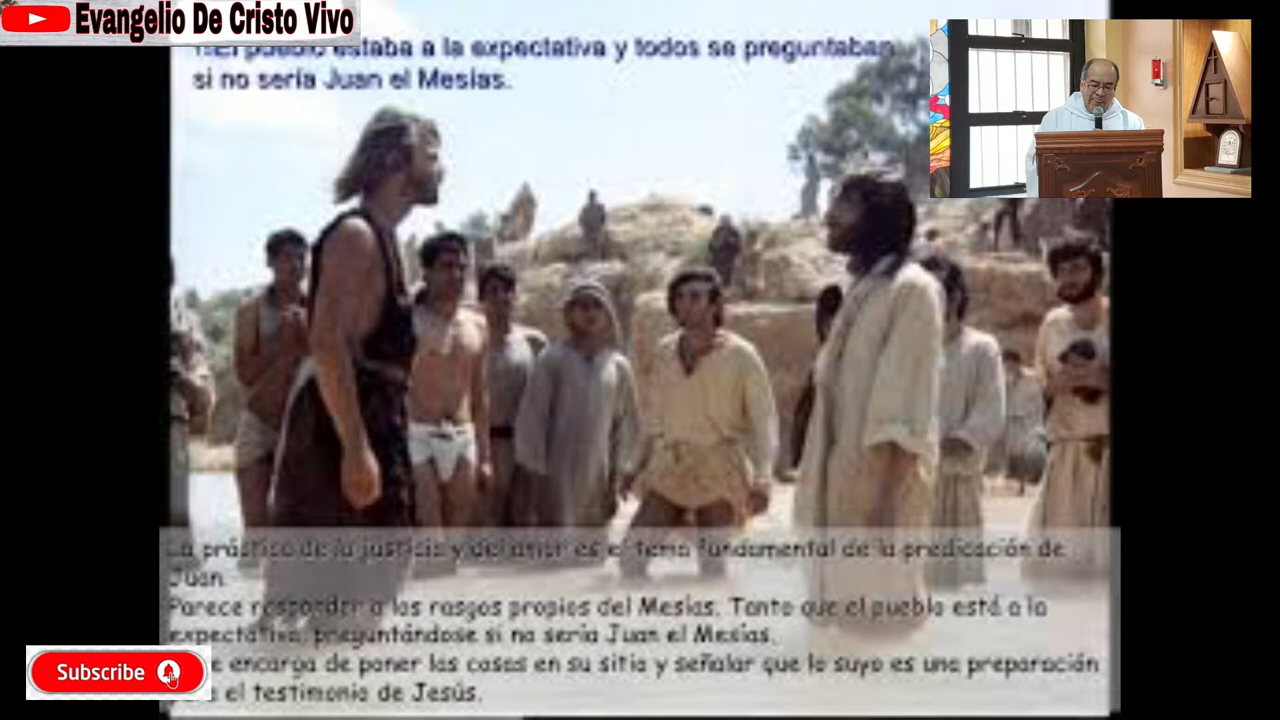 Evangelio De Cristo Vivo
El pueblo estaba a la expectativa y todos se preguntaban
si no sería Juan el Mesías.
La práctica de la justicia y del amor es el tema fundamental de la predicación de
Juan.
Parece responder a los rasgos propios del Mesías. Tanto que el pueblo está a la
expectativa, preguntándose si no sería Juan el Mesías.
encarga de poner las cosas en su sitio y señalar que lo suyo es una preparación
el testimonio de Jesús.
Subscribe